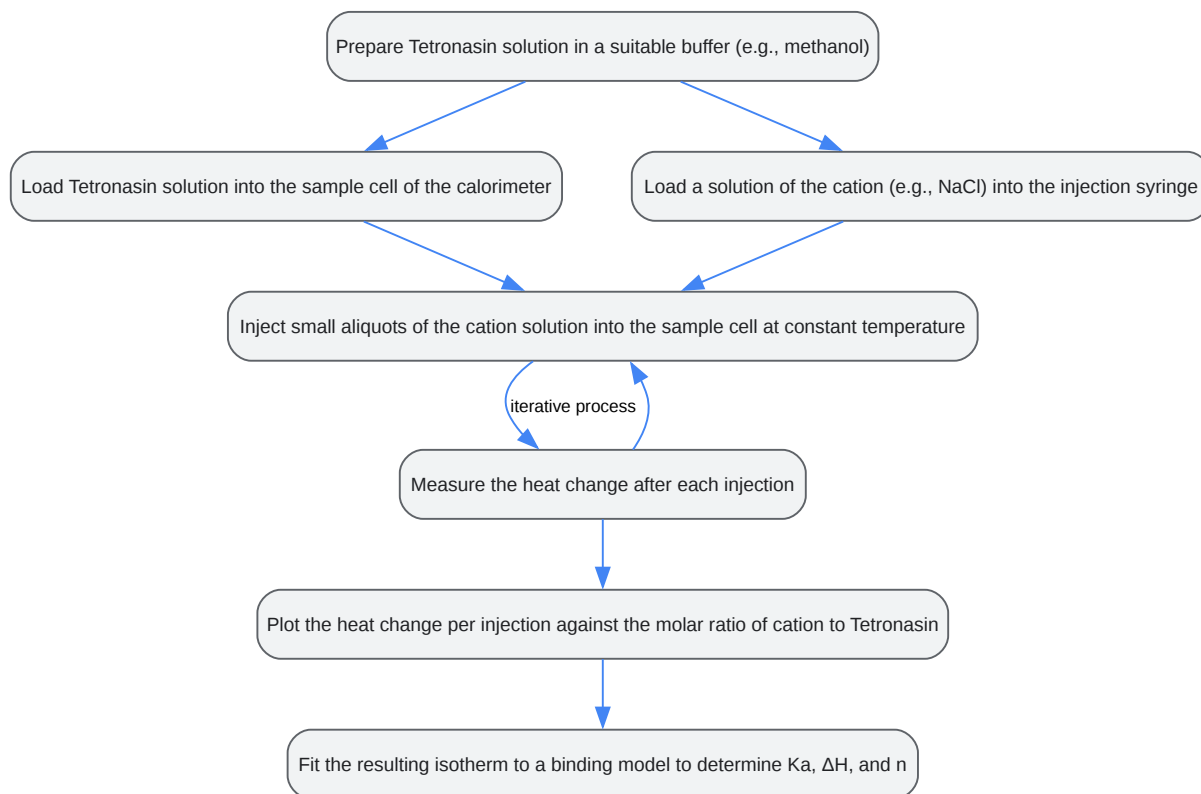 Prepare Tetronasin solution in a suitable buffer (e.g., methanol)
Load Tetronasin solution into the sample cell of the calorimeter
Load a solution of the cation (e.g., NaCl) into the injection syringe
Inject small aliquots of the cation solution into the sample cell at constant temperature
iterative process
Measure the heat change after each injection
Plot the heat change per injection against the molar ratio of cation to Tetronasin
Fit the resulting isotherm to a binding model to determine Ka, ΔH, and n